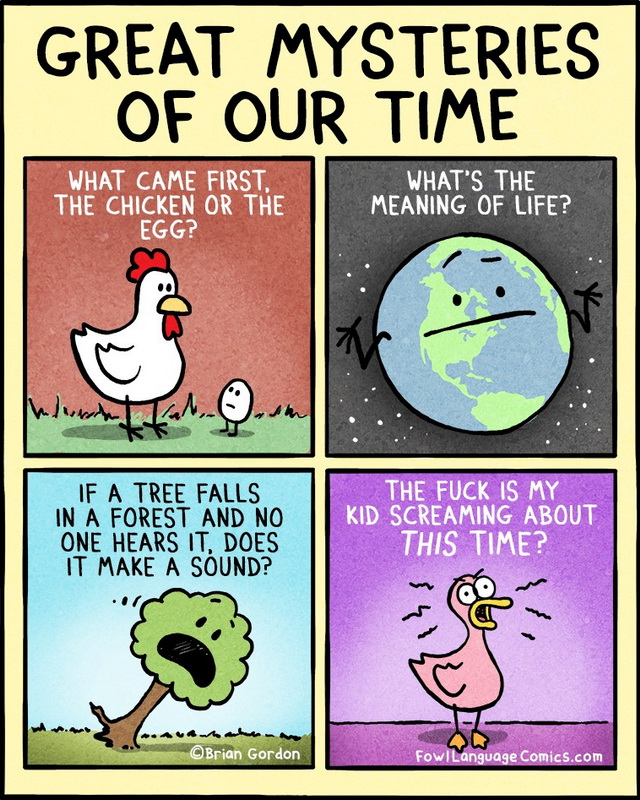 GREAT MYSTERIES
OF OUR TIME
WHAT CAME FIRST,
THE CHICKEN OR THE
EGG?
WHAT'S THE
MEANING OF LIFE?
IF A TREE FALLS
IN A FOREST AND NO
ONE HEARS IT, DOES
IT MAKE A SOUND?
©Brian Gordon
THE FUCK IS MY
KID SCREAMING ABOUT
THIS TIME?
FowlLanguageComics.com